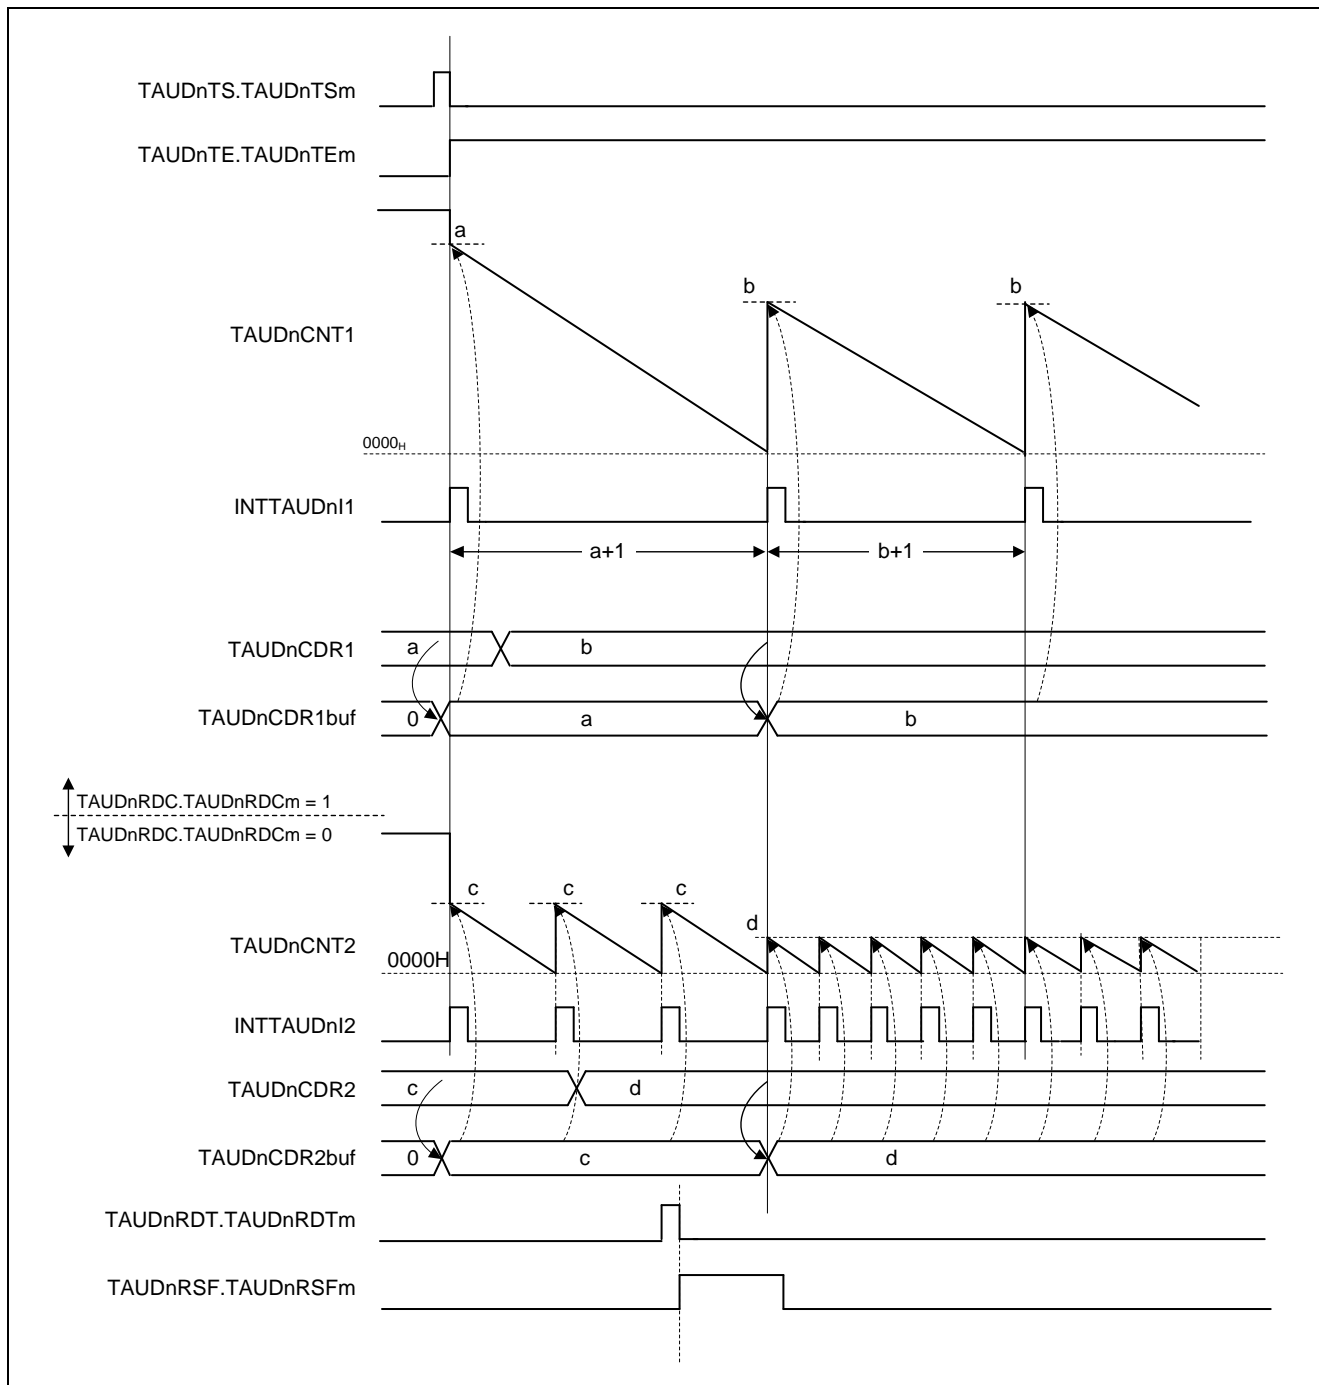 TAUDnTS.TAUDnTSm
TAUDnTE.TAUDnTEm
a
b
b
TAUDnCNT1
0000H
INTTAUDnI1
a+1
b+1
TAUDnCDR1
a
b
TAUDnCDR1buf
0
a
b
TAUDnRDC.TAUDnRDCm = 1
TAUDnRDC.TAUDnRDCm = 0
c
c
c
d
TAUDnCNT2
0000H
INTTAUDnI2
TAUDnCDR2
c
d
TAUDnCDR2buf
0
c
d
TAUDnRDT.TAUDnRDTm
TAUDnRSF.TAUDnRSFm